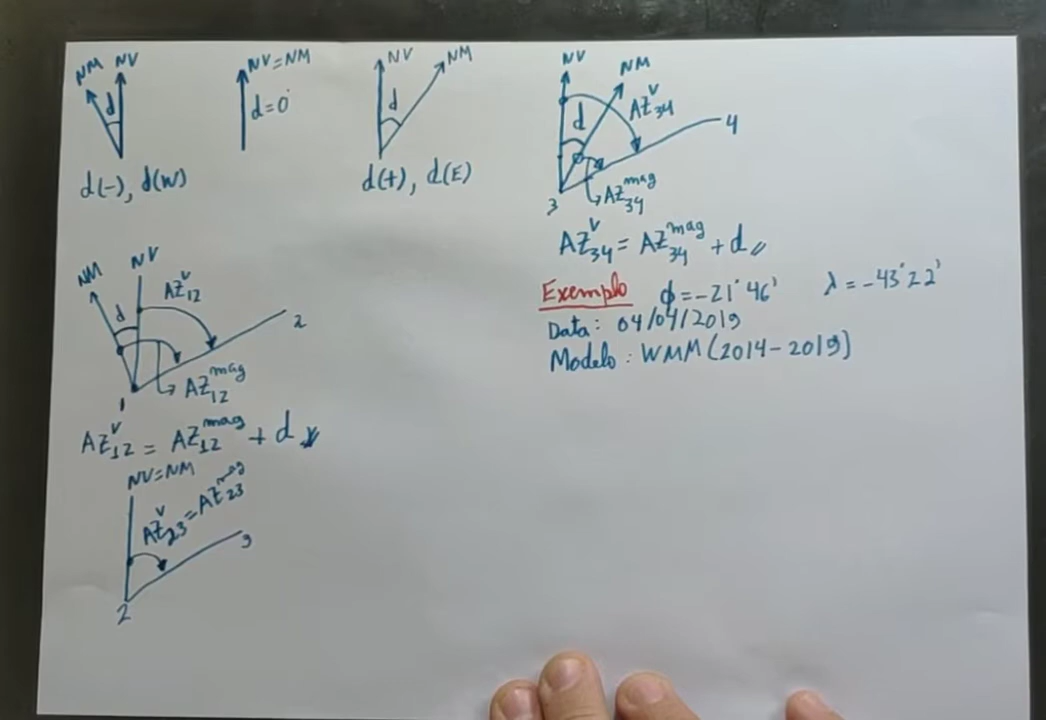 NM NV
d
d(-), d(W)
NV=NM
d=0°
NV NM
d
d(+), d(E)
NV
NM
d
AZ^v_34
4
AZ^mag_34
3
AZ^v_34 = AZ^mag_34 + d //
NM
NV
AZ^v_12
d
2
AZ^mag_12
1
AZ^v_12 = AZ^mag_12 + d //
NV=NM
AZ^v_23 = AZ^mag_23
3
2
Exemplo ϕ=-21° 46' λ=-43° 22'
Data: 04/04/2019
Modelo: WMM (2014-2019)